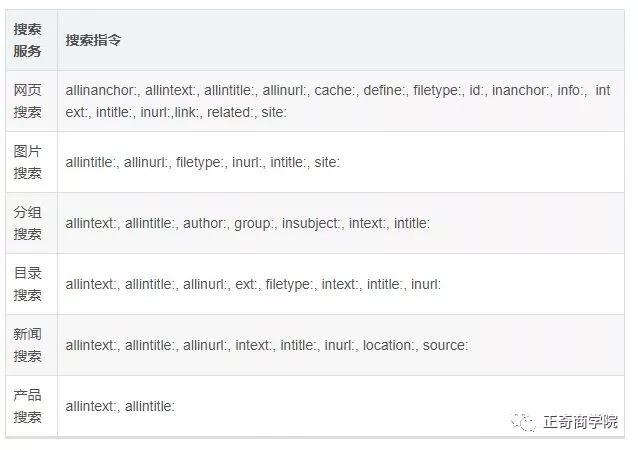 搜索
服务
搜索指令
网页
搜索
allinanchor:, allintext:, allintitle:, allinurl:, cache:, define:, filetype:, id:, inanchor:, info:, int
ext:, intitle:, inurl:,link:, related:, site:
图片
搜索
allintitle:, allinurl:, filetype:, inurl:, intitle:, site:
分组
搜索
allintext:, allintitle:, author:, group:, insubject:, intext:, intitle:
目录
搜索
allintext:, allintitle:, allinurl:, ext:, filetype:, intext:, intitle:, inurl:
新闻
搜索
allintext:, allintitle:, allinurl:, intext:, intitle:, inurl:, location:, source:
产品
搜索
allintext:, allintitle:
正奇商学院